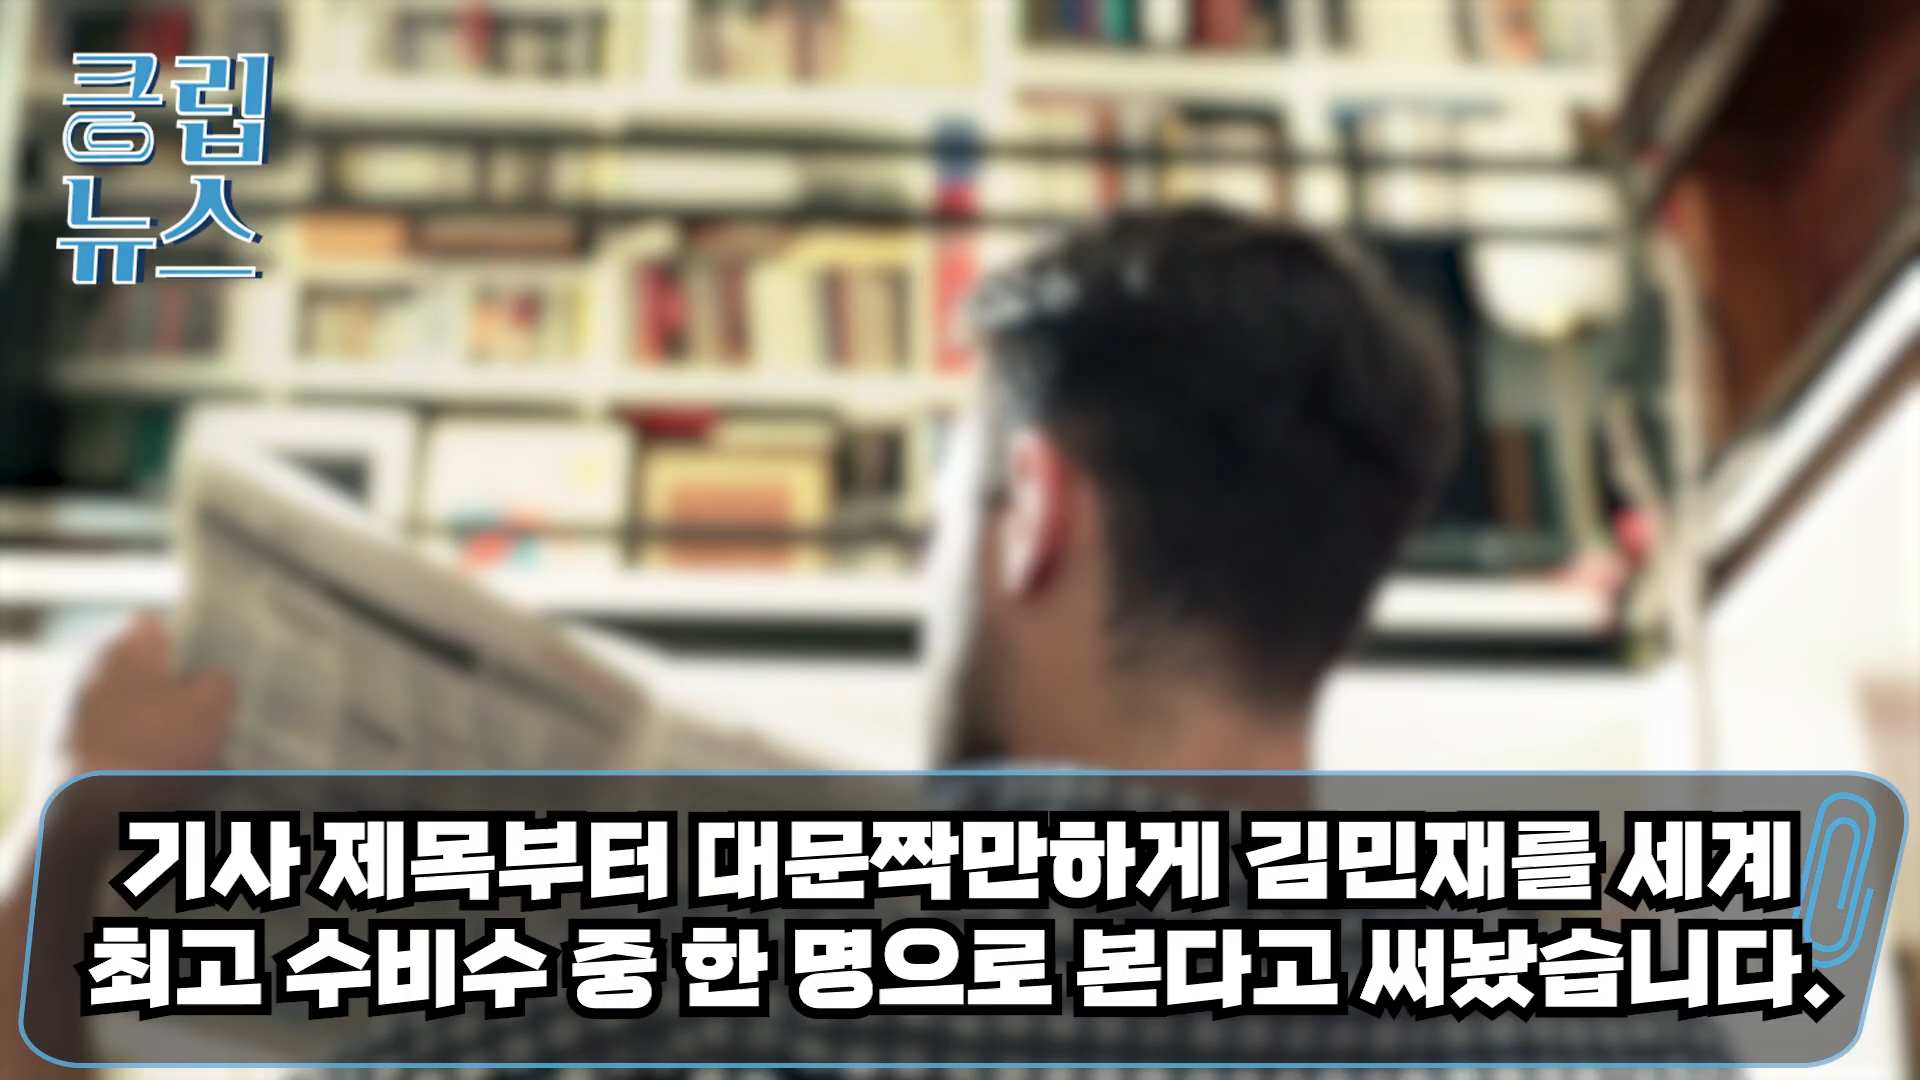 클립
뉴스
기사 제목부터 대문짝만하게 김민재를 세계
최고 수비수 중 한 명으로 본다고 써놨습니다.